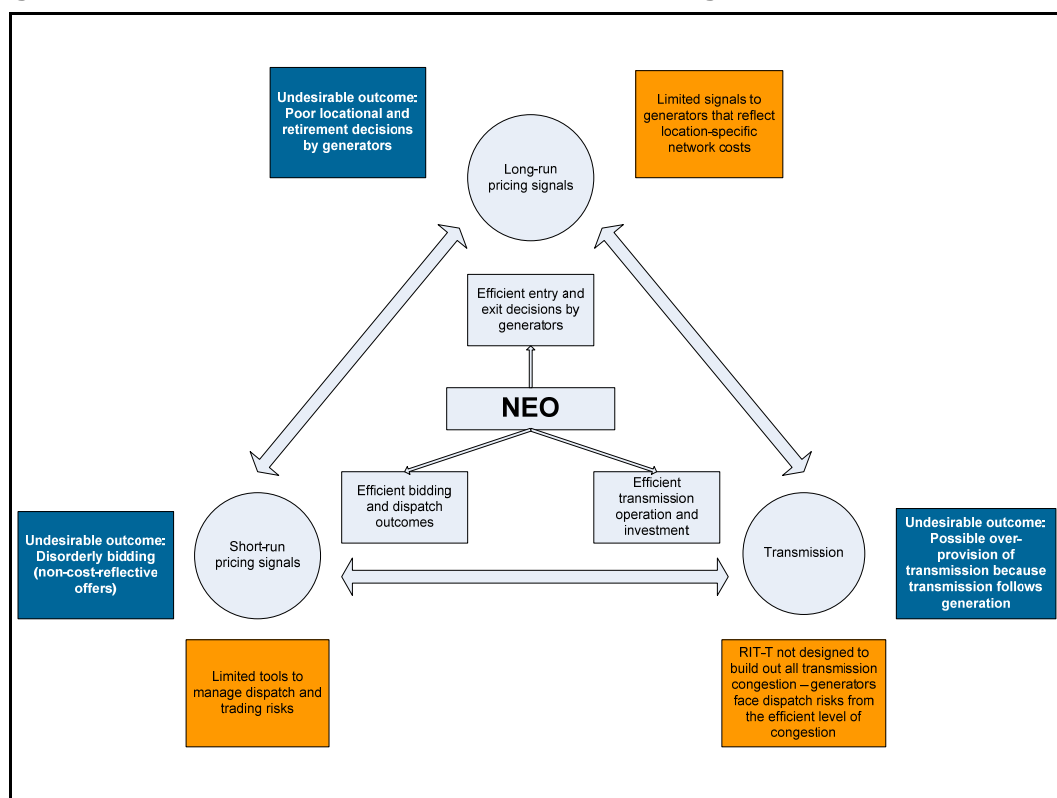 Undesirable outcome:
Poor locational and
retirement decisions
by generators
Limited signals to
generators that reflect
location-specific
network costs
Long-run
pricing signals
Efficient entry and
exit decisions by
generators
NEO
Efficient bidding
and dispatch
outcomes
Efficient
transmission
operation and
investment
Undesirable outcome:
Disorderly bidding
(non-cost-reflective
offers)
Short-run
pricing signals
Transmission
Undesirable outcome:
Possible over-
provision of
transmission because
transmission follows
generation
Limited tools to
manage dispatch and
trading risks
RIT-T not designed to
build out all transmission
congestion – generators
face dispatch risks from
the efficient level of
congestion